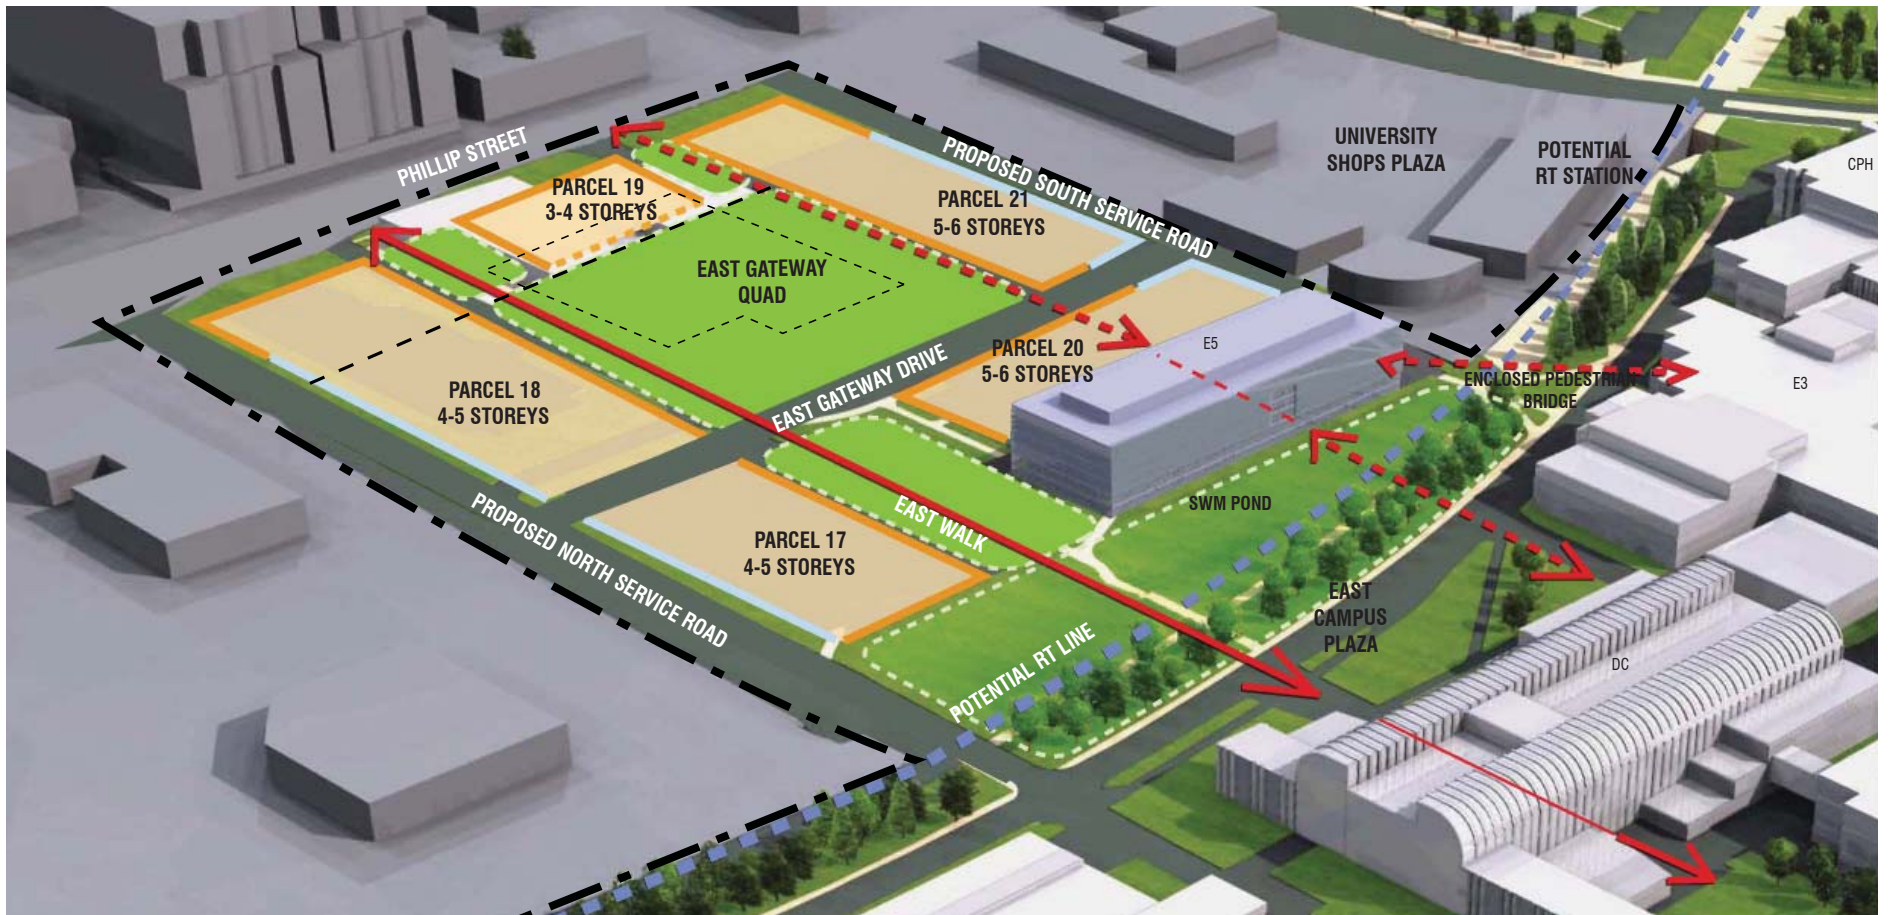 PHILLIP STREET
PROPOSED SOUTH SERVICE ROAD
UNIVERSITY
SHOPS PLAZA
POTENTIAL
RT STATION
CPH
PARCEL 19
3-4 STOREYS
PARCEL 21
5-6 STOREYS
EAST GATEWAY
QUAD
PARCEL 18
4-5 STOREYS
EAST GATEWAY DRIVE
PARCEL 20
5-6 STOREYS
E5
ENCLOSED PEDESTRIAN
BRIDGE
E3
PROPOSED NORTH SERVICE ROAD
PARCEL 17
4-5 STOREYS
EAST WALK
SWM POND
EAST
CAMPUS
PLAZA
POTENTIAL RT LINE
DC